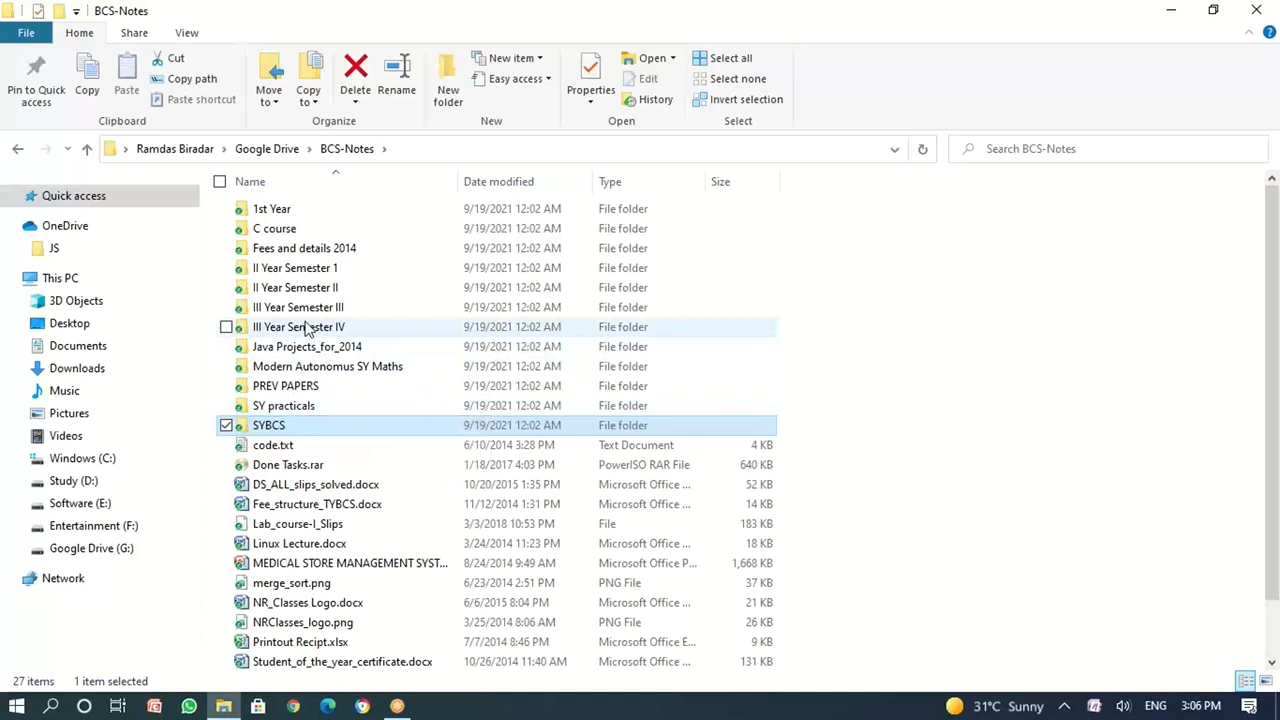 BCS-Notes
File Home Share View
Pin to Quick access
Copy
Paste
Cut
Copy path
Paste shortcut
Clipboard
Move to
Copy to
Delete
Rename
Organize
New folder
New item
Easy access
New
Properties
Open
Edit
History
Open
Select all
Select none
Invert selection
Select
Ramdas Biradar > Google Drive > BCS-Notes >
Search BCS-Notes
Quick access
OneDrive
JS
This PC
3D Objects
Desktop
Documents
Downloads
Music
Pictures
Videos
Windows (C:)
Study (D:)
Software (E:)
Entertainment (F:)
Google Drive (G:)
Network
Name Date modified Type Size
1st Year 9/19/2021 12:02 AM File folder
C course 9/19/2021 12:02 AM File folder
Fees and details 2014 9/19/2021 12:02 AM File folder
II Year Semester 1 9/19/2021 12:02 AM File folder
II Year Semester II 9/19/2021 12:02 AM File folder
III Year Semester III 9/19/2021 12:02 AM File folder
III Year Semester IV 9/19/2021 12:02 AM File folder
Java Projects_for_2014 9/19/2021 12:02 AM File folder
Modern Autonomus SY Maths 9/19/2021 12:02 AM File folder
PREV PAPERS 9/19/2021 12:02 AM File folder
SY practicals 9/19/2021 12:02 AM File folder
SYBCS 9/19/2021 12:02 AM File folder
code.txt 6/10/2014 3:28 PM Text Document 4 KB
Done Tasks.rar 1/18/2017 4:03 PM PowerISO RAR File 640 KB
DS_ALL_slips_solved.docx 10/20/2015 1:35 PM Microsoft Office ... 52 KB
Fee_structure_TYBCS.docx 11/12/2014 1:31 PM Microsoft Office ... 14 KB
Lab_course-I_Slips 3/3/2018 10:53 PM File 183 KB
Linux Lecture.docx 3/24/2014 11:23 PM Microsoft Office ... 18 KB
MEDICAL STORE MANAGEMENT SYST... 8/24/2014 9:49 AM Microsoft Office P... 1,668 KB
merge_sort.png 6/23/2014 2:51 PM PNG File 37 KB
NR_Classes Logo.docx 6/6/2015 8:04 PM Microsoft Office ... 21 KB
NRClasses_logo.png 3/25/2014 8:06 AM PNG File 26 KB
Printout Recipt.xlsx 7/7/2014 8:46 PM Microsoft Office E... 9 KB
Student_of_the_year_certificate.docx 10/26/2014 11:40 AM Microsoft Office ... 131 KB
27 items 1 item selected
31°C Sunny ENG 3:06 PM